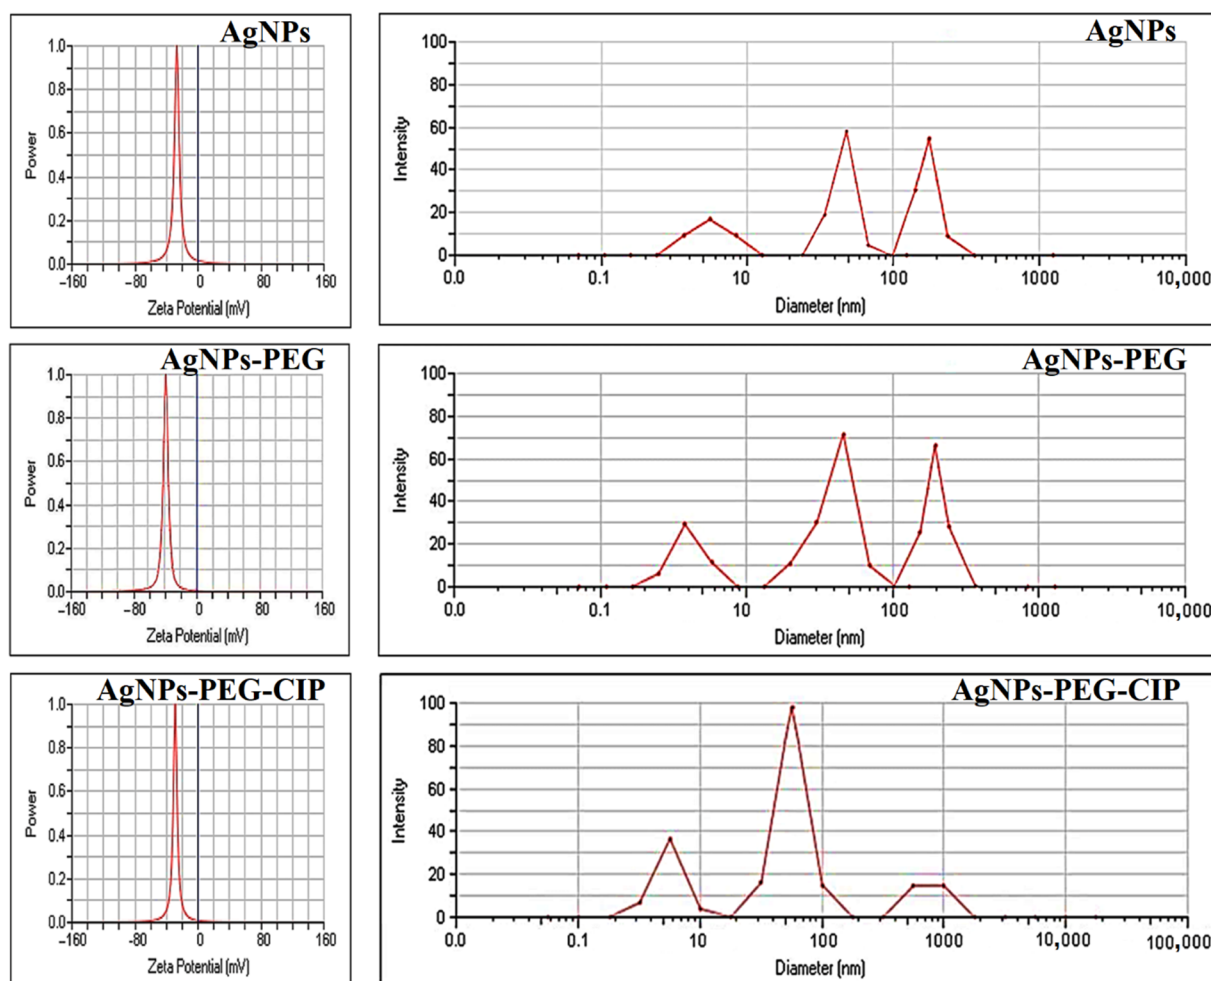 AgNPs
1.0
0.8
0.6
0.4
0.2
0.0
Power
−160 −80 0 80 160
Zeta Potential (mV)
AgNPs
100
80
60
40
20
0
Intensity
0.0 0.1 10 100 1000 10,000
Diameter (nm)
AgNPs-PEG
1.0
0.8
0.6
0.4
0.2
0.0
Power
−160 −80 0 80 160
Zeta Potential (mV)
AgNPs-PEG
100
80
60
40
20
0
Intensity
0.0 0.1 10 100 1000 10,000
Diameter (nm)
AgNPs-PEG-CIP
1.0
0.8
0.6
0.4
0.2
0.0
Power
−160 −80 0 80 160
Zeta Potential (mV)
AgNPs-PEG-CIP
100
80
60
40
20
0
Intensity
0.0 0.1 10 100 1000 10,000 100,000
Diameter (nm)